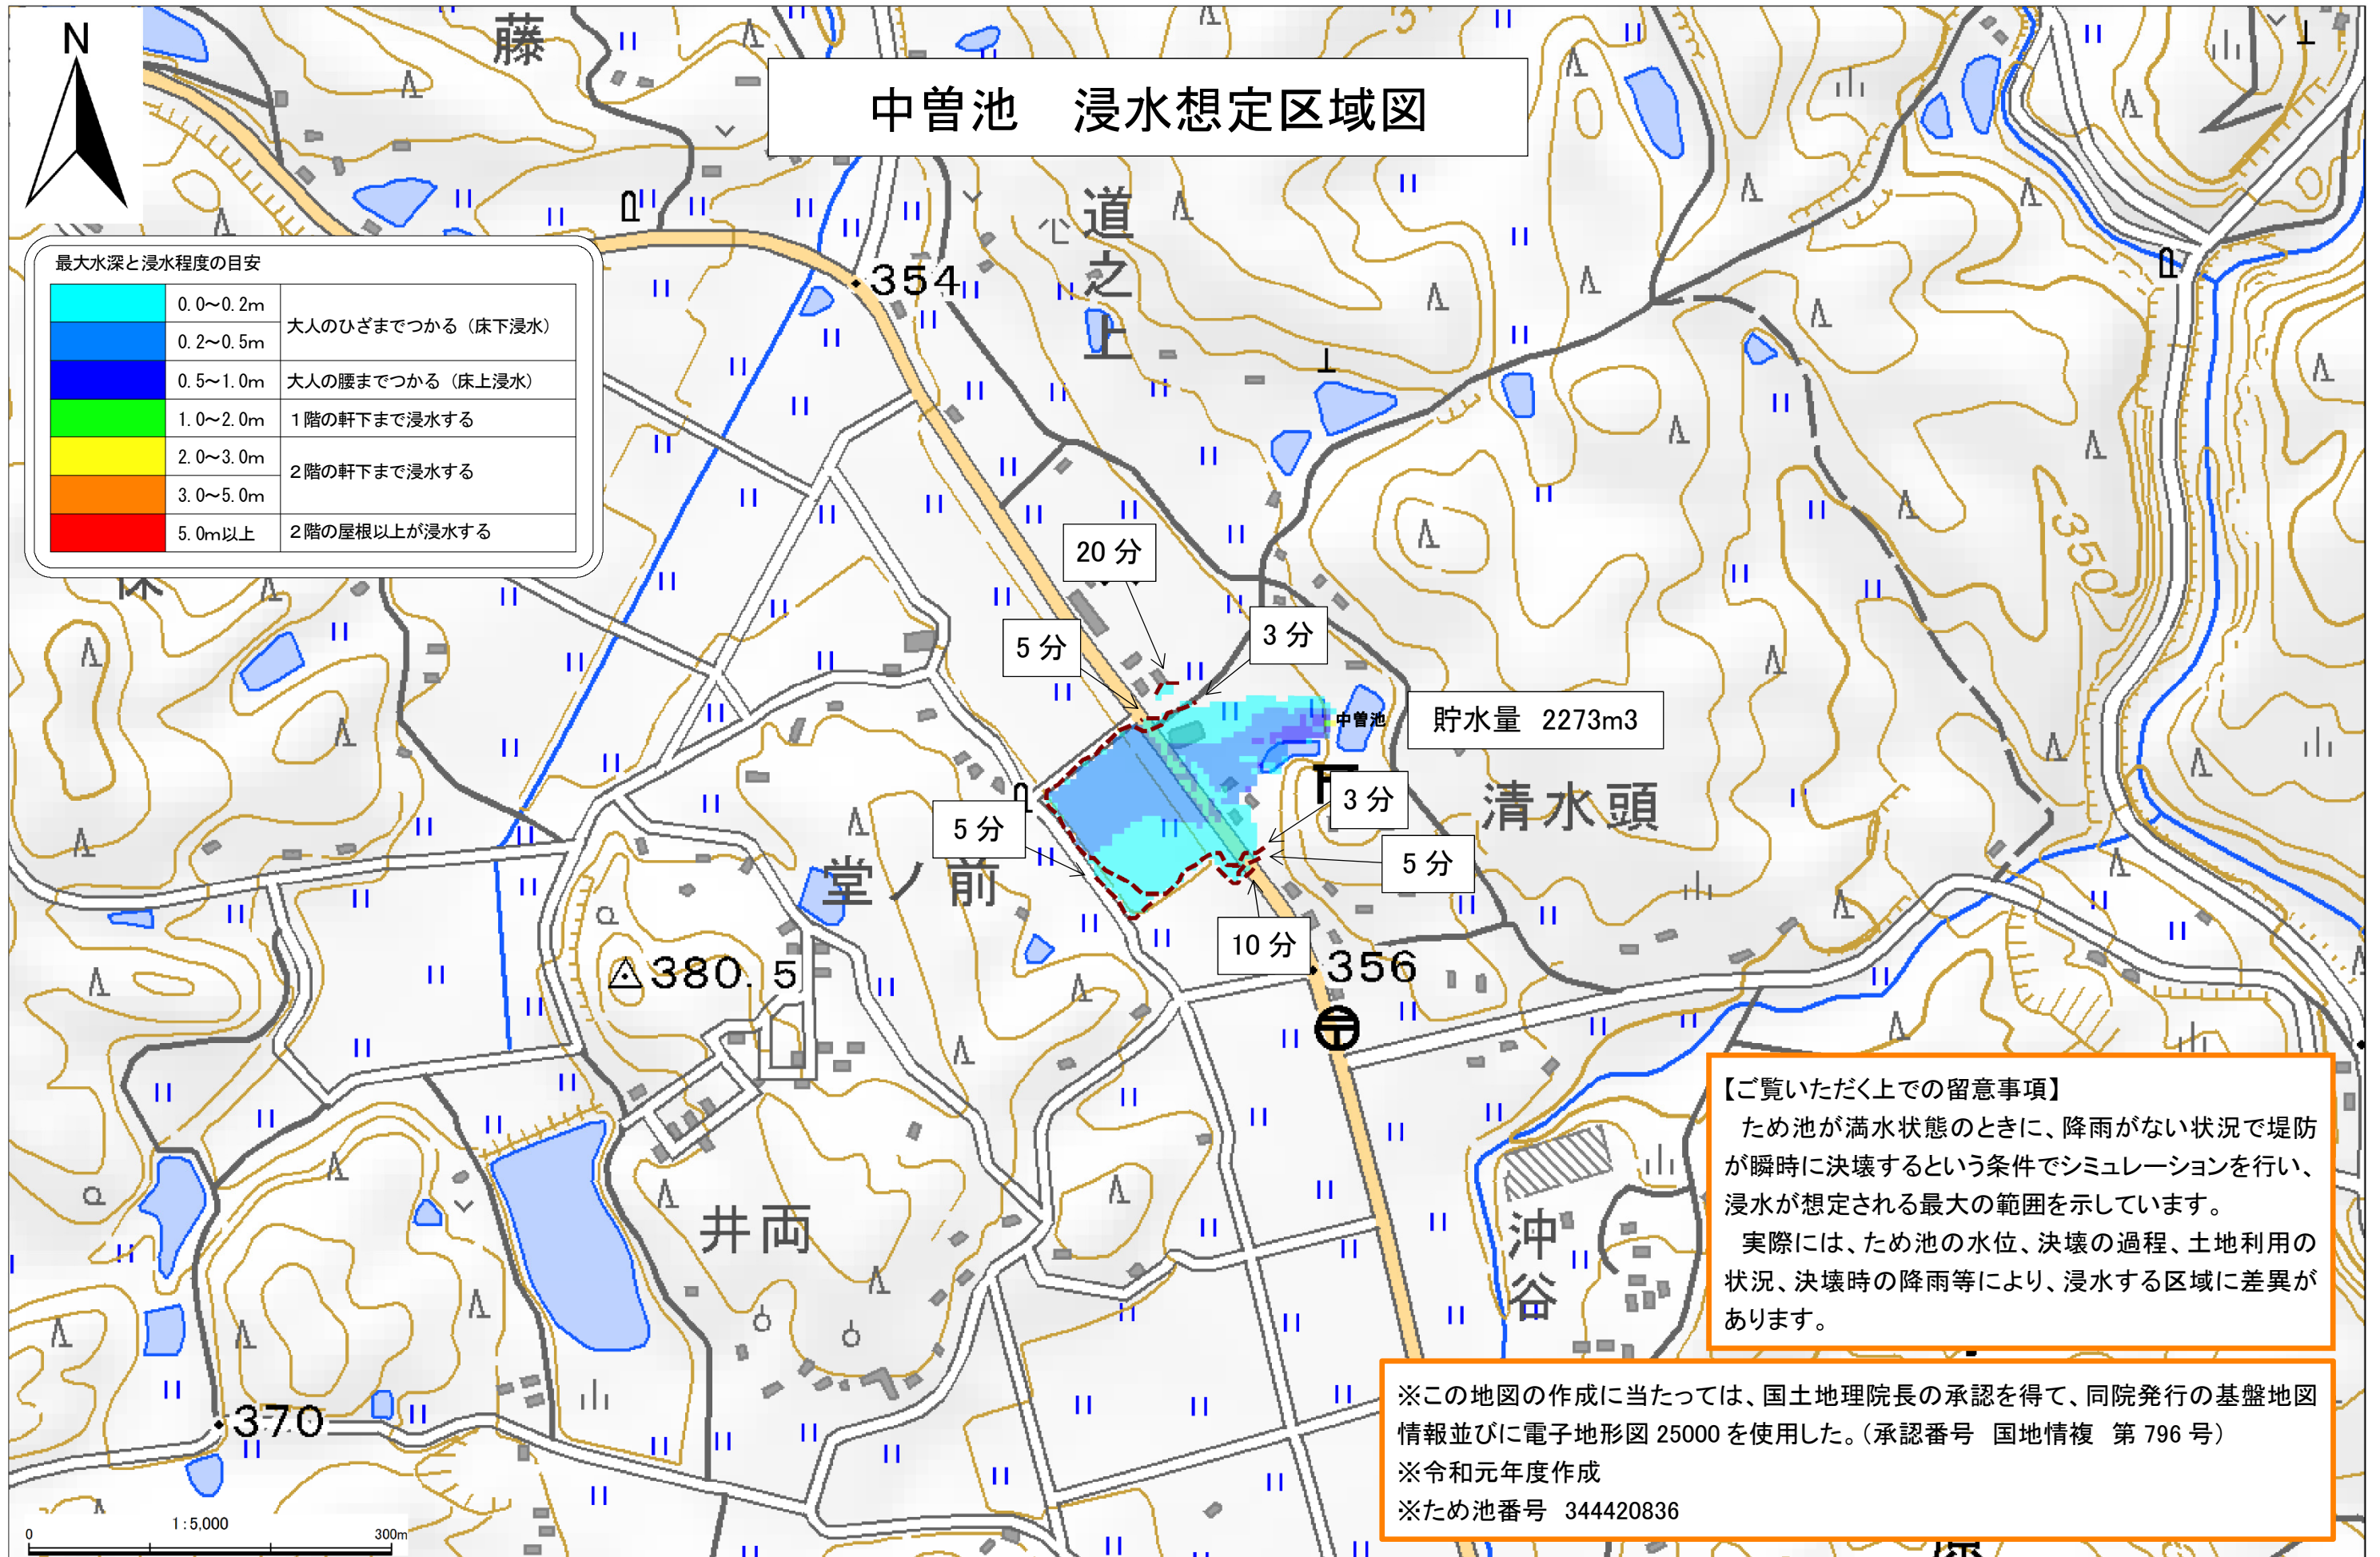 N
中曽池　浸水想定区域図
藤
道之上
354
最大水深と浸水程度の目安
0.0～0.2m
大人のひざまでつかる（床下浸水）
0.2～0.5m
0.5～1.0m 大人の腰までつかる（床上浸水）
1.0～2.0m 1階の軒下まで浸水する
2.0～3.0m
2階の軒下まで浸水する
3.0～5.0m
5.0m以上 2階の屋根以上が浸水する
350
20 分
5 分
3 分
中曽池
貯水量 2273m3
3 分
清水頭
5 分
5 分
堂ノ前
10 分
380.5
356
井両
沖谷
370
【ご覧いただく上での留意事項】
ため池が満水状態のときに、降雨がない状況で堤防
が瞬時に決壊するという条件でシミュレーションを行い、
浸水が想定される最大の範囲を示しています。
実際には、ため池の水位、決壊の過程、土地利用の
状況、決壊時の降雨等により、浸水する区域に差異が
あります。
※この地図の作成に当たっては、国土地理院長の承認を得て、同院発行の基盤地図
情報並びに電子地形図 25000 を使用した。（承認番号　国地情複　第 796 号）
※令和元年度作成
※ため池番号 344420836
1:5,000
0 300m